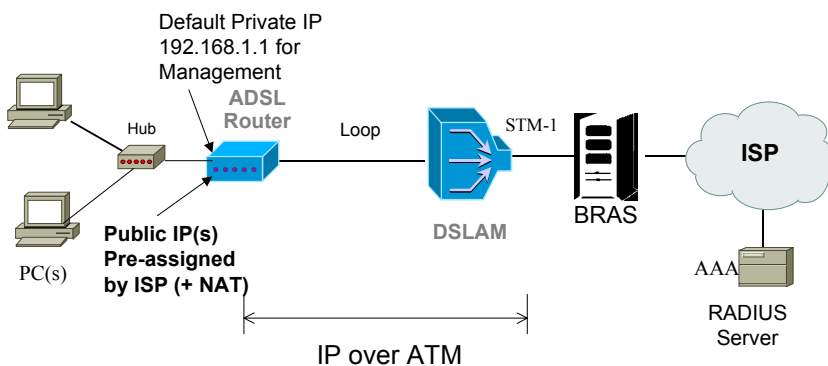 Default Private IP
192.168.1.1 for
Management
ADSL
Router
Hub
Loop
STM-1
ISP
BRAS
DSLAM
PC(s)
Public IP(s)
Pre-assigned
by ISP (+ NAT)
AAA
RADIUS
Server
IP over ATM